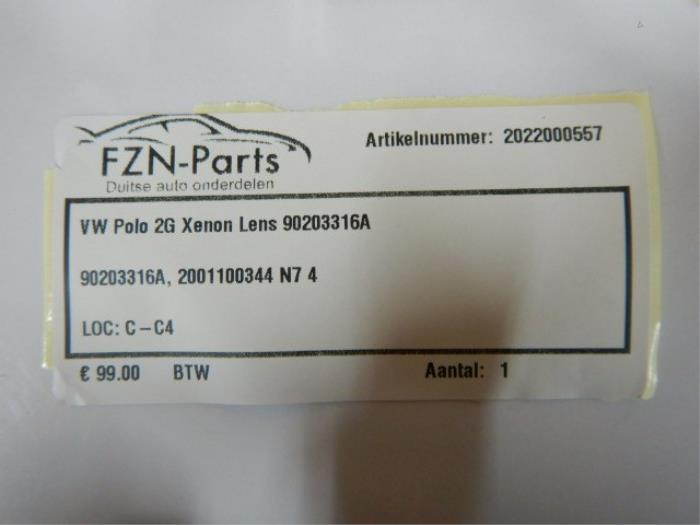 FZN-Parts
Duitse auto onderdelen
Artikelnummer: 2022000557
VW Polo 2G Xenon Lens 90203316A
90203316A, 2001100344 N7 4
LOC: C-C4
€ 99.00 BTW Aantal: 1